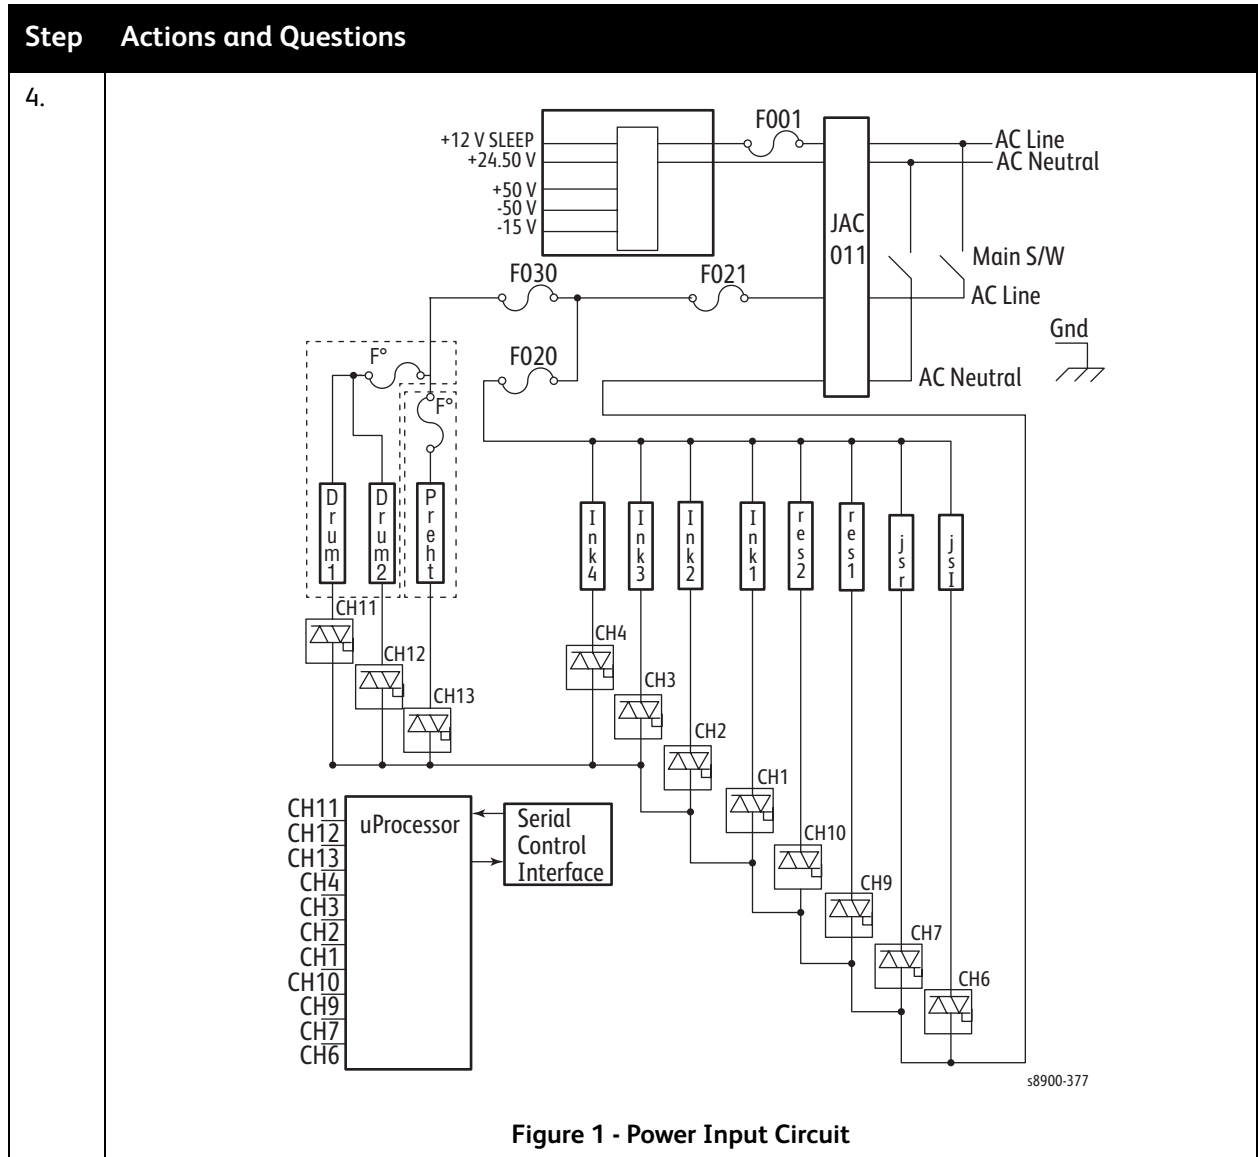 Step Actions and Questions
4.
F001
+12 V SLEEP
+24.50 V
+50 V
-50 V
-15 V
AC Line
AC Neutral
JAC
011
Main S/W
AC Line
F030
F021
Gnd
F°
F020
AC Neutral
F°
Drum1
Drum2
Preht
Ink4
Ink3
Ink2
Ink1
res2
res1
jsr
jsI
CH11
CH12
CH13
CH4
CH3
CH2
CH1
CH10
CH9
CH7
CH6
CH11
CH12
CH13
CH4
CH3
CH2
CH1
CH10
CH9
CH7
CH6
uProcessor
Serial
Control
Interface
s8900-377
Figure 1 - Power Input Circuit